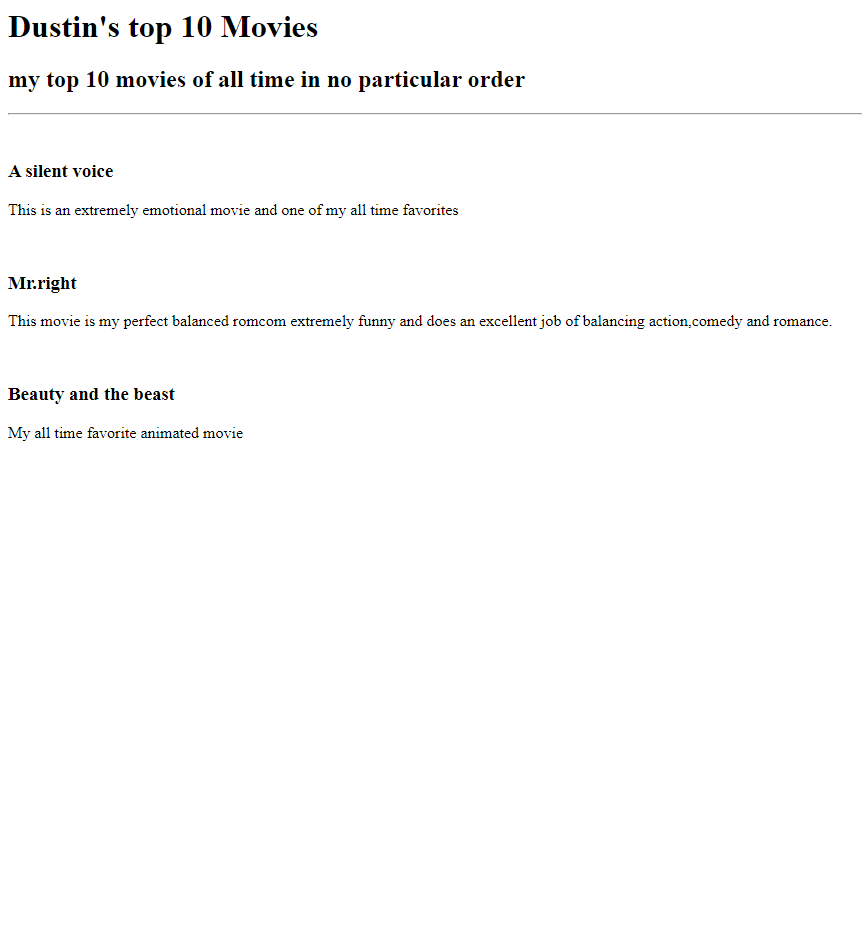 Dustin's top 10 Movies
my top 10 movies of all time in no particular order
A silent voice
This is an extremely emotional movie and one of my all time favorites
Mr.right
This movie is my perfect balanced romcom extremely funny and does an excellent job of balancing action,comedy and romance.
Beauty and the beast
My all time favorite animated movie